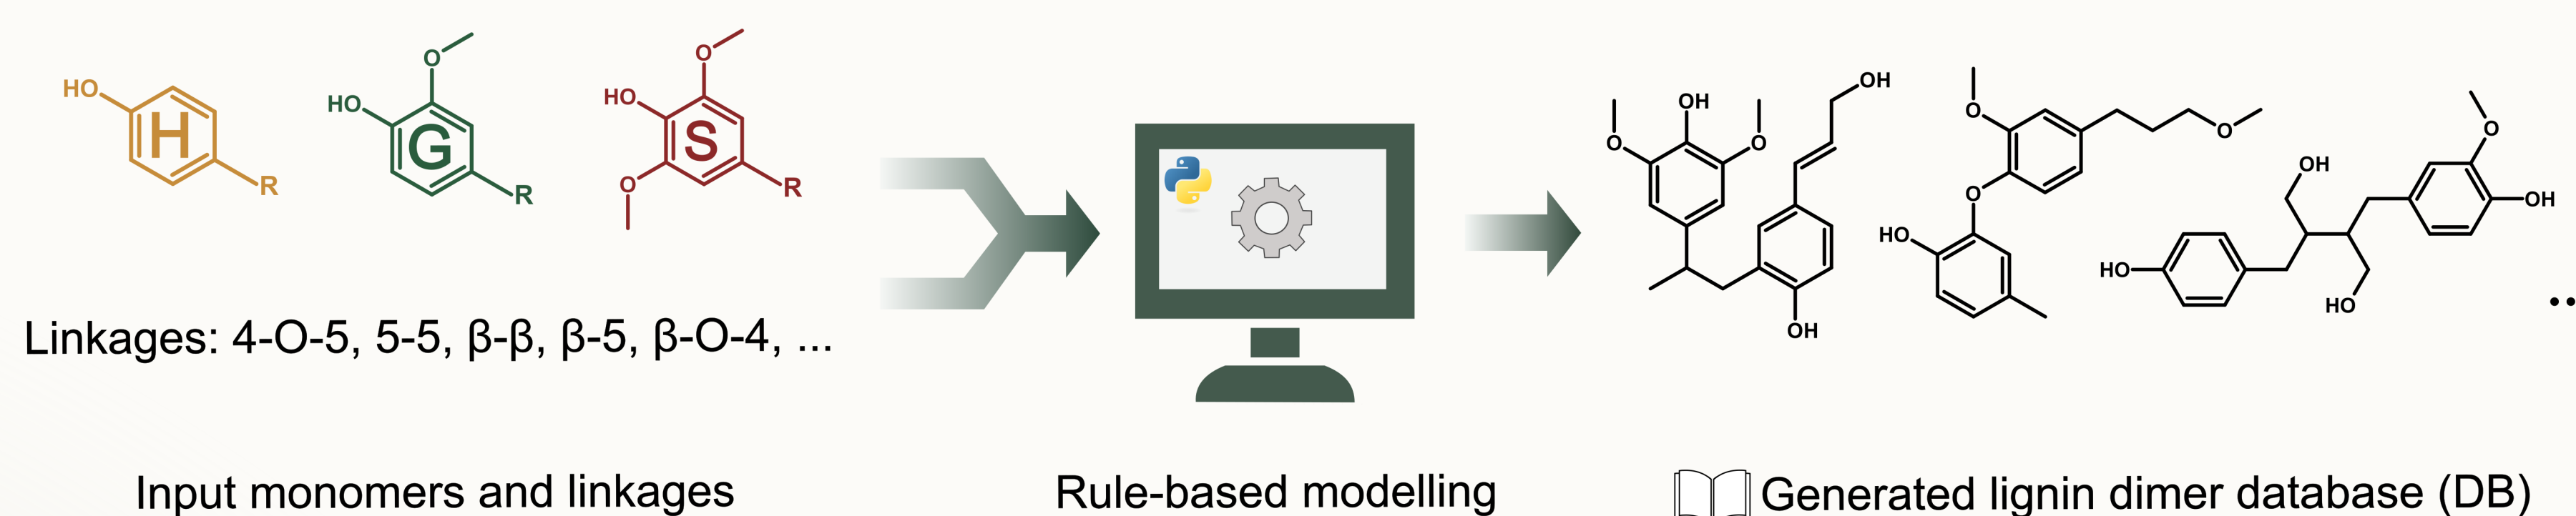 HO
H
R
O
HO
G
R
O
HO
S
O
R
Linkages: 4-O-5, 5-5, β-β, β-5, β-O-4, ...
Input monomers and linkages
Rule-based modelling
OH
O
O
OH
OH
O
O
O
HO
OH
O
OH
HO
HO
..
Generated lignin dimer database (DB)